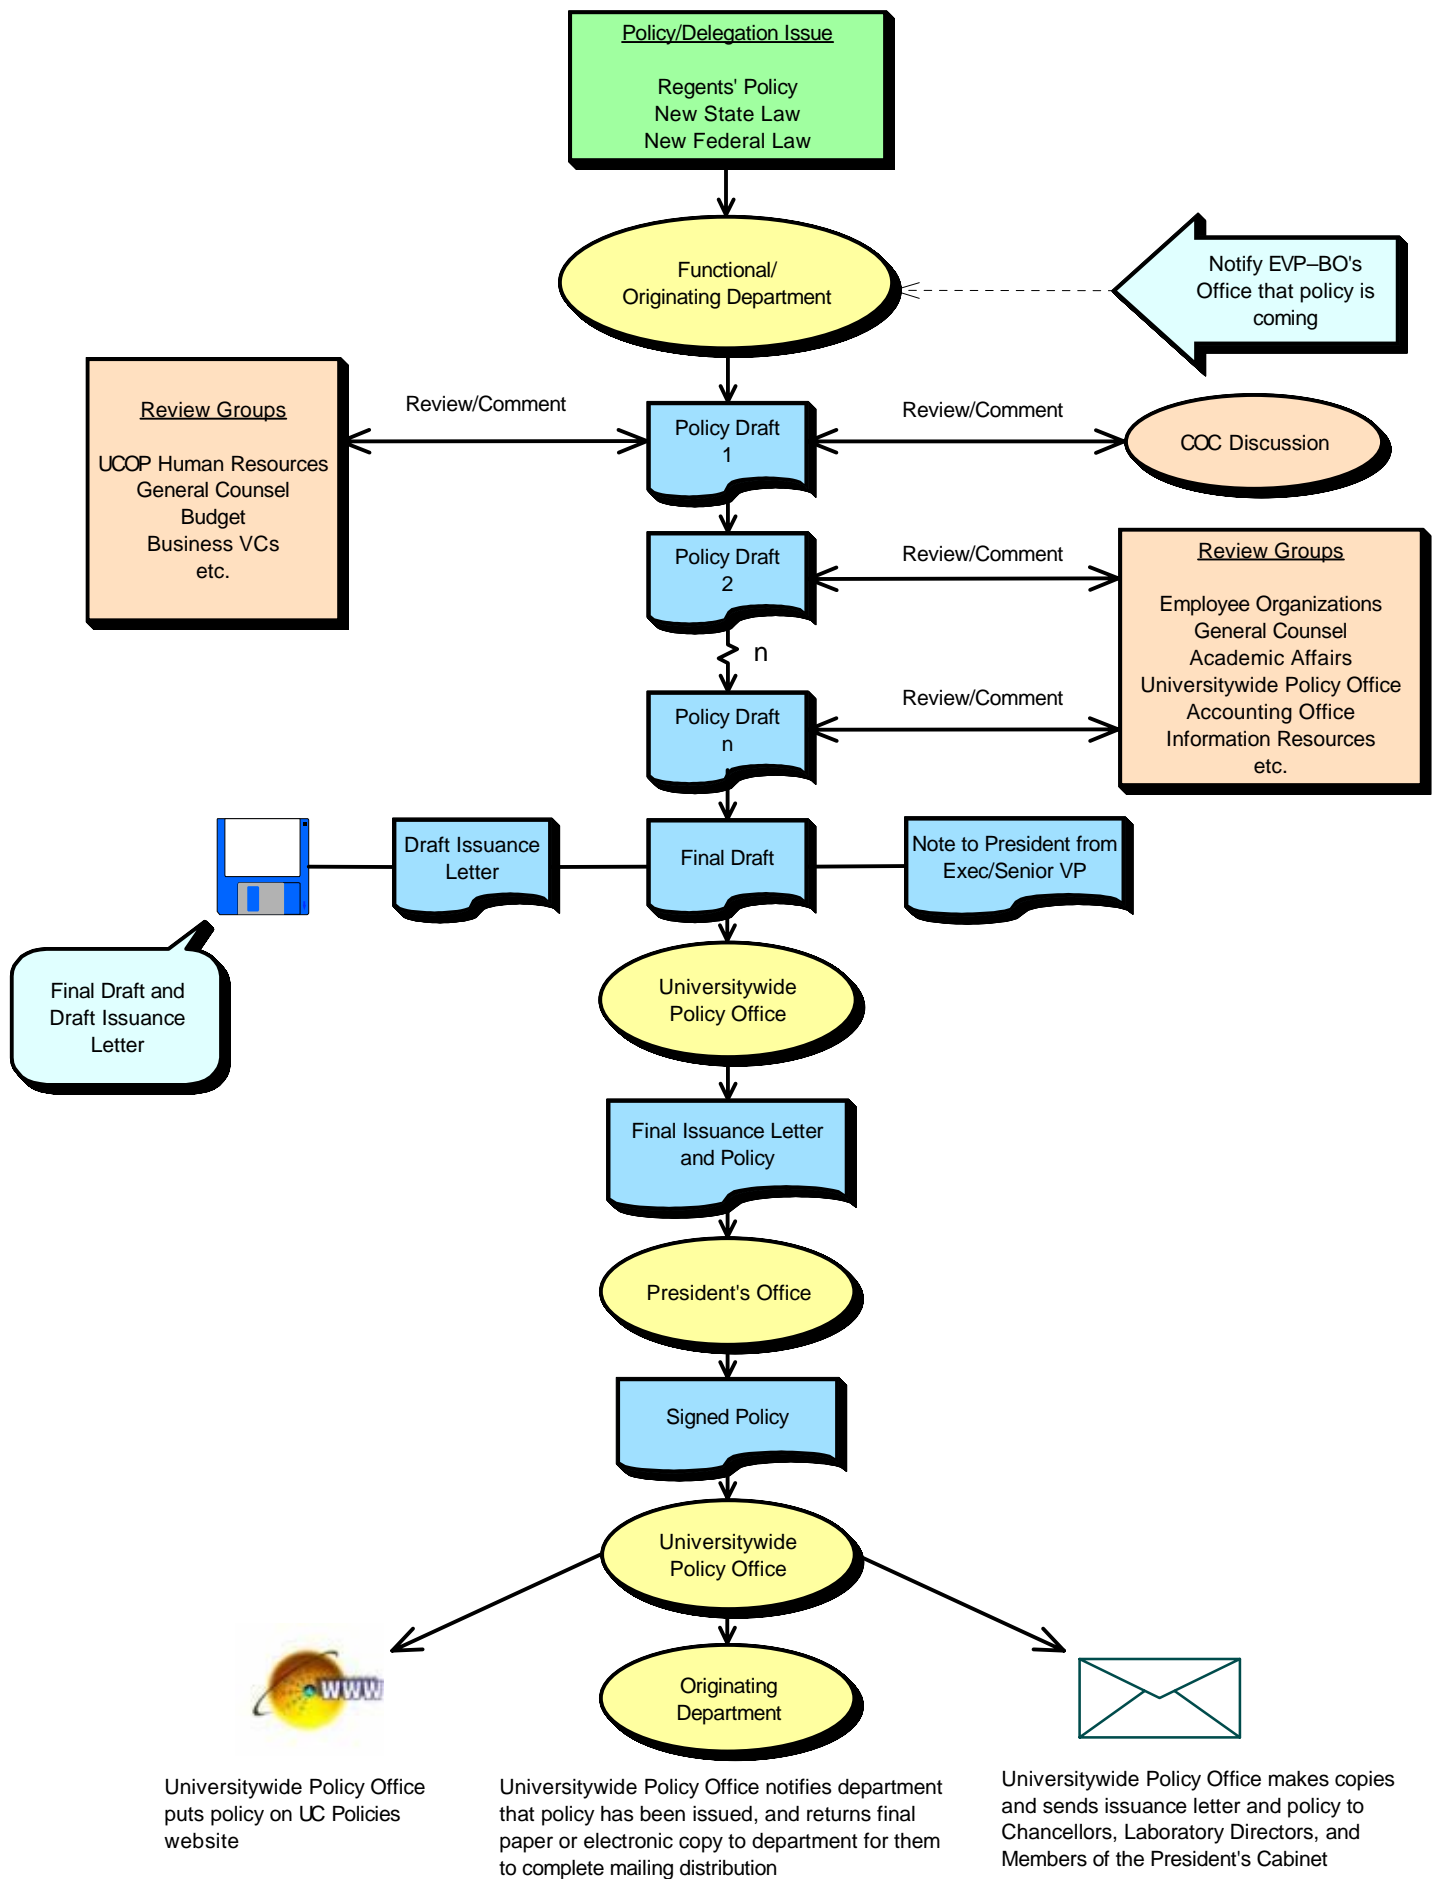 Policy/Delegation Issue
Regents' Policy
New State Law
New Federal Law
Functional/
Originating Department
Notify EVP–BO's
Office that policy is
coming
Review Groups
UCOP Human Resources
General Counsel
Budget
Business VCs
etc.
Review/Comment
Policy Draft
1
Review/Comment
COC Discussion
Policy Draft
2
Review/Comment
Review Groups
Employee Organizations
General Counsel
Academic Affairs
Universitywide Policy Office
Accounting Office
Information Resources
etc.
n
Policy Draft
n
Review/Comment
Draft Issuance
Letter
Final Draft
Note to President from
Exec/Senior VP
Final Draft and
Draft Issuance
Letter
Universitywide
Policy Office
Final Issuance Letter
and Policy
President's Office
Signed Policy
Universitywide
Policy Office
WWW
Originating
Department
Universitywide Policy Office
puts policy on UC Policies
website
Universitywide Policy Office notifies department
that policy has been issued, and returns final
paper or electronic copy to department for them
to complete mailing distribution
Universitywide Policy Office makes copies
and sends issuance letter and policy to
Chancellors, Laboratory Directors, and
Members of the President's Cabinet